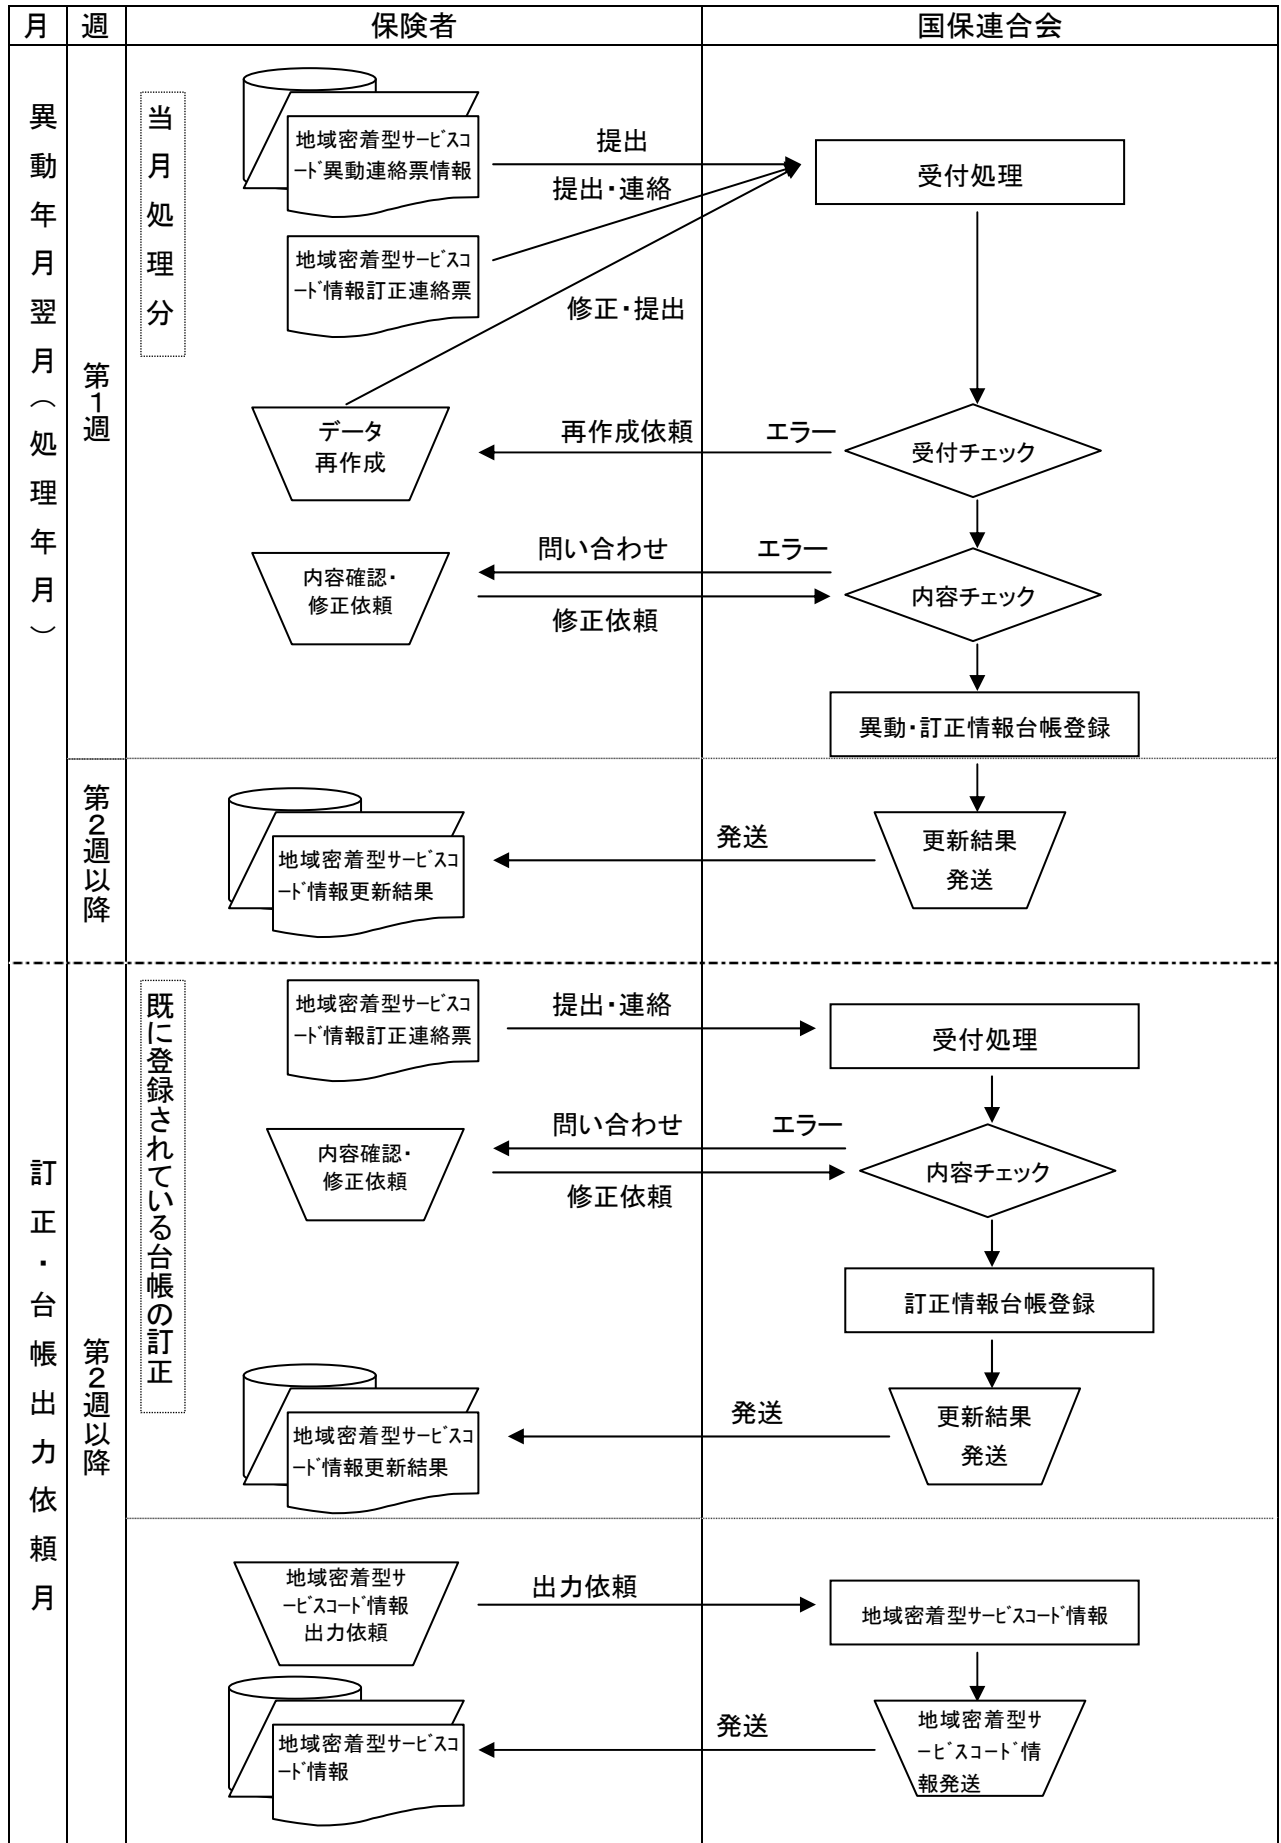 月
週
保険者
国保連合会
異動年月翌月（処理年月）
第1週
当月処理分
地域密着型サービスコ
ード異動連絡票情報
提出
受付処理
提出・連絡
地域密着型サービスコ
ード情報訂正連絡票
修正・提出
データ
再作成
再作成依頼
エラー
受付チェック
内容確認・
修正依頼
問い合わせ
エラー
修正依頼
内容チェック
異動・訂正情報台帳登録
第2週以降
地域密着型サービスコ
ード情報更新結果
発送
更新結果
発送
訂正・台帳出力依頼月
第2週以降
既に登録されている台帳の訂正
地域密着型サービスコ
ード情報訂正連絡票
提出・連絡
受付処理
内容確認・
修正依頼
問い合わせ
エラー
修正依頼
内容チェック
訂正情報台帳登録
地域密着型サービスコ
ード情報更新結果
発送
更新結果
発送
地域密着型サ
ービスコード情報
出力依頼
出力依頼
地域密着型サービスコード情報
地域密着型サービスコ
ード情報
発送
地域密着型サ
ービスコード情
報発送